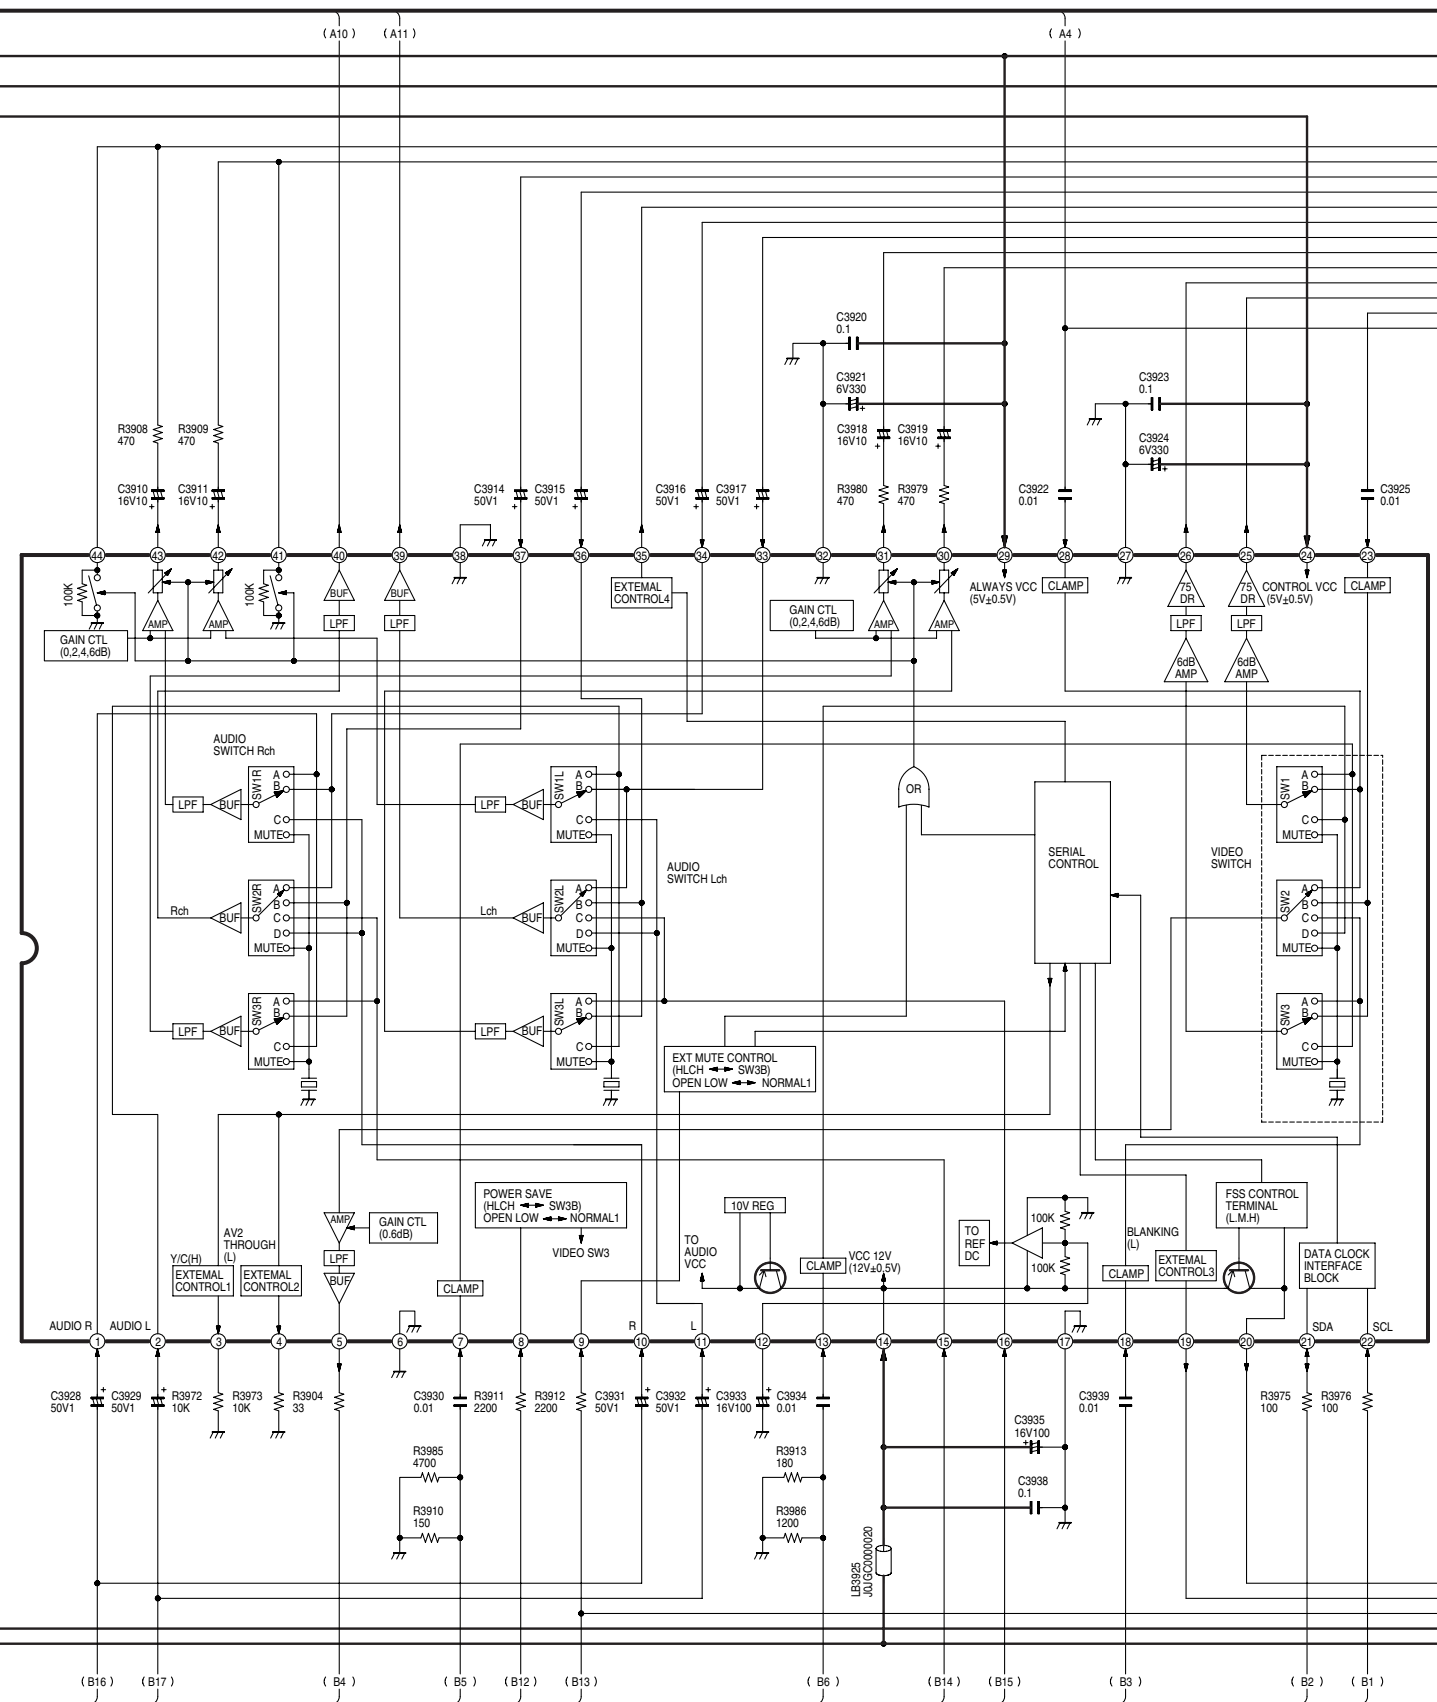 ( A10 )
( A11 )
( A4 )
C3920
0.1
C3921
6V330
C3923
0.1
C3924
6V330
R3908
470
R3909
470
C3918
16V10
C3919
16V10
C3910
16V10
C3911
16V10
C3914
50V1
C3915
50V1
C3916
50V1
C3917
50V1
R3980
470
R3979
470
C3922
0.01
C3925
0.01
44
43
42
41
40
39
38
37
36
35
34
33
32
31
30
29
28
27
26
25
24
23
100K
100K
BUF
BUF
EXTEMAL
CONTROL4
ALWAYS VCC
(5V±0.5V)
CLAMP
75
DR
75
DR
CONTROL VCC
(5V±0.5V)
CLAMP
AMP
AMP
LPF
LPF
GAIN CTL
(0,2,4,6dB)
AMP
AMP
LPF
LPF
GAIN CTL
(0,2,4,6dB)
6dB
AMP
6dB
AMP
AUDIO
SWITCH Rch
LPF
BUF
SW1R
A
B
C
MUTE
LPF
BUF
SW1L
A
B
C
MUTE
OR
SERIAL
CONTROL
SW1
A
B
C
MUTE
AUDIO
SWITCH Lch
VIDEO
SWITCH
Rch
BUF
SW2R
A
B
C
D
MUTE
Lch
BUF
SW2L
A
B
C
D
MUTE
SW2
A
B
C
D
MUTE
LPF
BUF
SW3R
A
B
C
MUTE
LPF
BUF
SW3L
A
B
C
MUTE
SW3
A
B
C
MUTE
EXT MUTE CONTROL
(HLCH SW3B)
OPEN LOW NORMAL1
POWER SAVE
(HLCH SW3B)
OPEN LOW NORMAL1
VIDEO SW3
10V REG
FSS CONTROL
TERMINAL
(L.M.H)
AMP
GAIN CTL
(0.6dB)
LPF
BUF
AV2
THROUGH
(L)
Y/C(H)
EXTEMAL
CONTROL1
EXTEMAL
CONTROL2
CLAMP
TO
AUDIO
VCC
CLAMP
VCC 12V
(12V±0,5V)
TO
REF
DC
100K
100K
BLANKING
(L)
CLAMP
EXTEMAL
CONTROL3
DATA CLOCK
INTERFACE
BLOCK
AUDIO R
AUDIO L
R
L
SDA
SCL
1
2
3
4
5
6
7
8
9
10
11
12
13
14
15
16
17
18
19
20
21
22
C3928
50V1
C3929
50V1
R3972
10K
R3973
10K
R3904
33
C3930
0.01
R3911
2200
R3912
2200
C3931
50V1
C3932
50V1
C3933
16V100
C3934
0.01
C3939
0.01
R3975
100
R3976
100
C3935
16V100
R3985
4700
R3913
180
C3938
0.1
R3910
150
R3986
1200
LB3925
J0JGC0000020
( B16 )
( B17 )
( B4 )
( B5 )
( B12 )
( B13 )
( B6 )
( B14 )
( B15 )
( B3 )
( B2 )
( B1 )